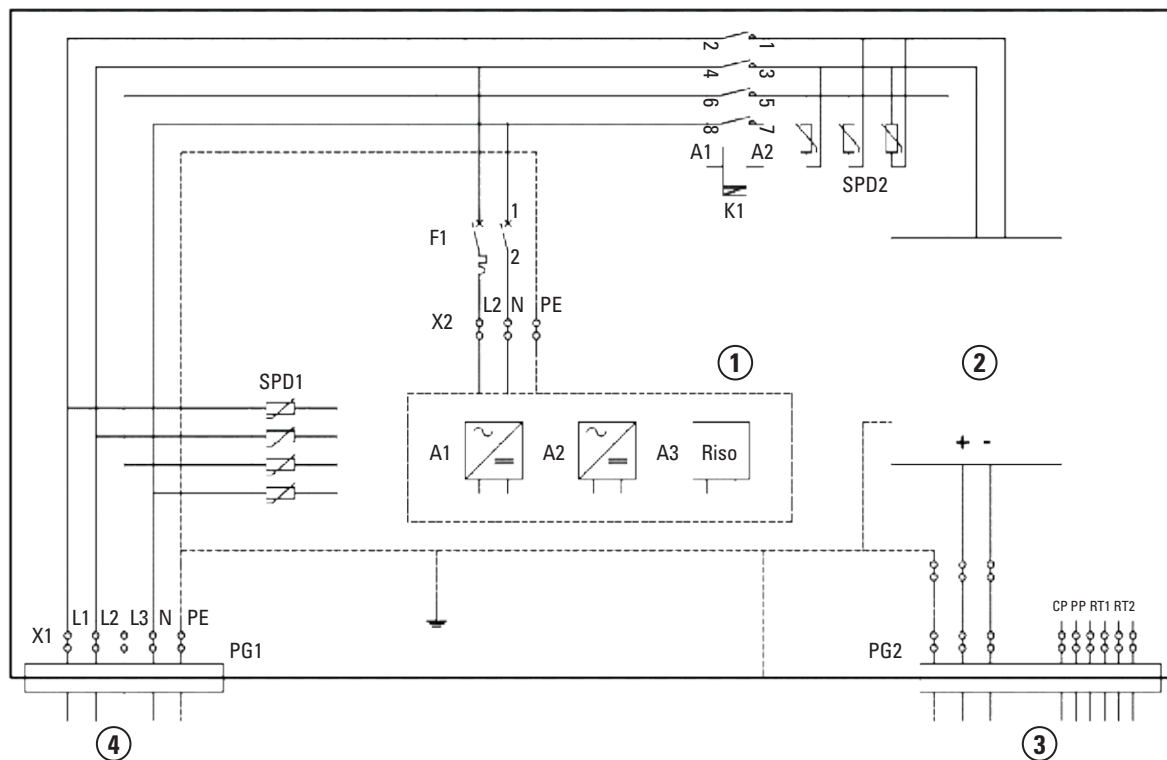 2 1
4 3
6 5
8 7
A1 A2
SPD2
K1
F1
1
2
L2 N PE
X2
1
2
SPD1
A1
A2
A3
Riso
+ -
X1 L1 L2 L3 N PE
PG1
PG2
CP PP RT1 RT2
4
3